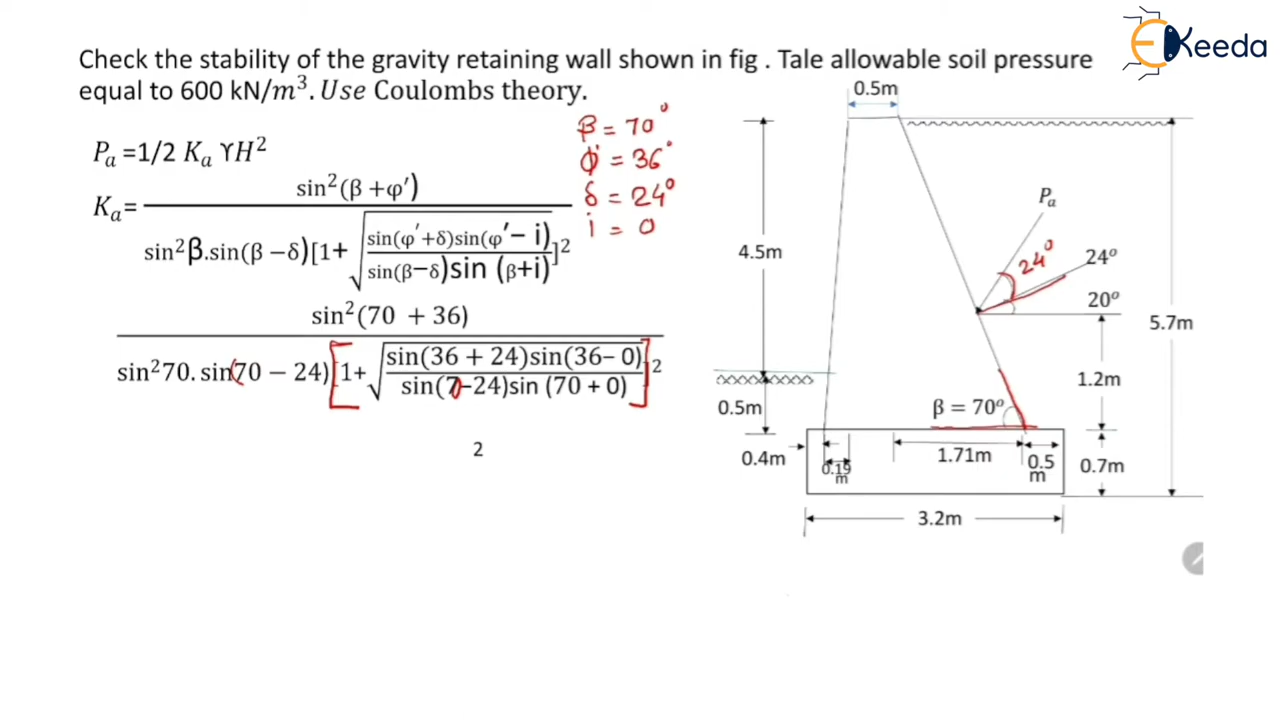 EKeeda
Check the stability of the gravity retaining wall shown in fig . Tale allowable soil pressure
equal to 600 kN/m³. Use Coulombs theory.
0.5m
β = 70°
Pₐ =1/2 Kₐ ϒH²
ϕ' = 36°
sin²(β +φ′)
δ = 24°
Kₐ=
i = 0
sin(φ′+δ)sin(φ′− i)
sin²β.sin(β −δ)[1+ √ ]²
sin(β−δ)sin (β+i)
sin²(70 + 36)
sin(36 + 24)sin(36− 0)
sin²70. sin(70 − 24)[1+ √ ]²
sin(70−24)sin (70 + 0)
2
Pₐ
24°
24°
4.5m
20°
5.7m
1.2m
0.5m
β = 70°
0.4m
0.19
m
1.71m
0.5
m
0.7m
3.2m